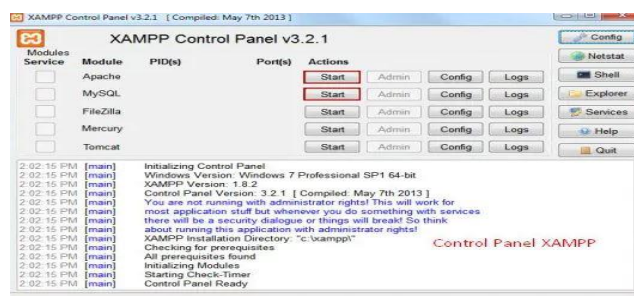 XAMPP Control Panel v3.2.1 [ Compiled: May 7th 2013 ]
XAMPP Control Panel v3.2.1
Config
Modules
Service Module PID(s) Port(s) Actions
Netstat
Apache Start Admin Config Logs
Shell
MySQL Start Admin Config Logs
Explorer
FileZilla Start Admin Config Logs
Services
Mercury Start Admin Config Logs
Help
Tomcat Start Admin Config Logs
Quit
2:02:15 PM [main] Initializing Control Panel
2:02:15 PM [main] Windows Version: Windows 7 Professional SP1 64-bit
2:02:15 PM [main] XAMPP Version: 1.8.2
2:02:15 PM [main] Control Panel Version: 3.2.1 [ Compiled: May 7th 2013 ]
2:02:15 PM [main] You are not running with administrator rights! This will work for
2:02:15 PM [main] most application stuff but whenever you do something with services
2:02:15 PM [main] there will be a security dialogue or things will break! So think
2:02:15 PM [main] about running this application with administrator rights!
2:02:15 PM [main] XAMPP Installation Directory: "c:\xampp\"
2:02:15 PM [main] Checking for prerequisites
2:02:15 PM [main] All prerequisites found
2:02:15 PM [main] Initializing Modules
2:02:15 PM [main] Starting Check-Timer
2:02:15 PM [main] Control Panel Ready
Control Panel XAMPP